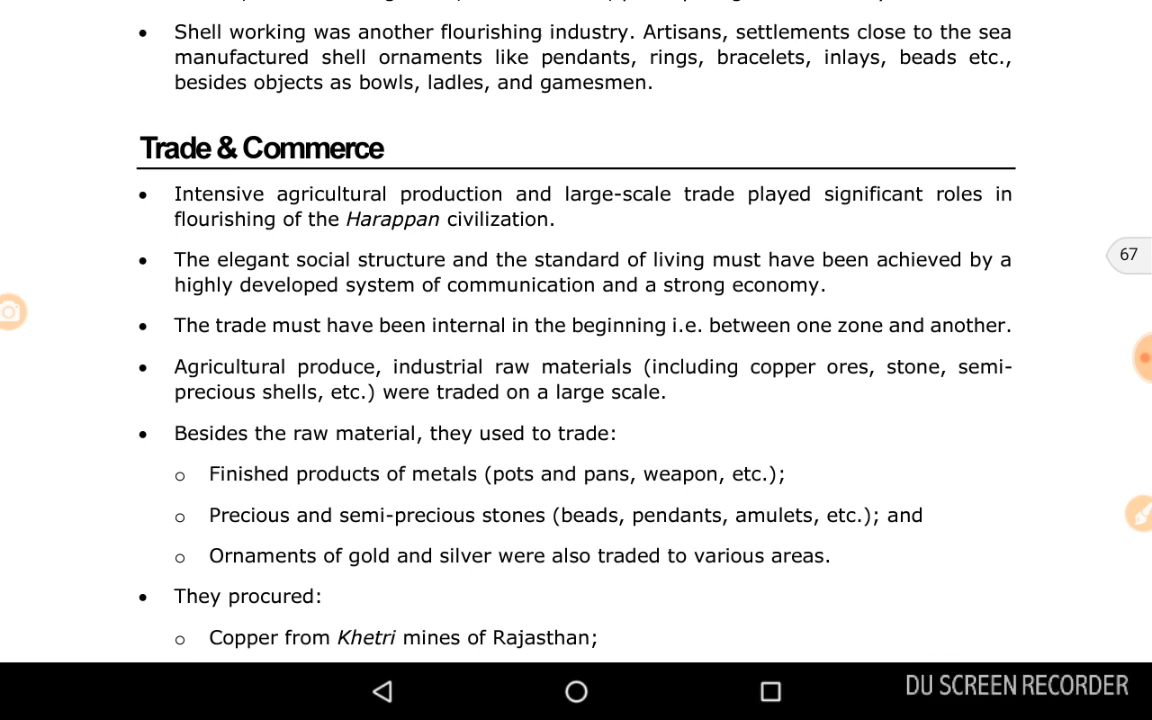 • Shell working was another flourishing industry. Artisans, settlements close to the sea
manufactured shell ornaments like pendants, rings, bracelets, inlays, beads etc.,
besides objects as bowls, ladles, and gamesmen.
Trade & Commerce
• Intensive agricultural production and large-scale trade played significant roles in
flourishing of the Harappan civilization.
• The elegant social structure and the standard of living must have been achieved by a
67
highly developed system of communication and a strong economy.
• The trade must have been internal in the beginning i.e. between one zone and another.
• Agricultural produce, industrial raw materials (including copper ores, stone, semi-
precious shells, etc.) were traded on a large scale.
• Besides the raw material, they used to trade:
o Finished products of metals (pots and pans, weapon, etc.);
o Precious and semi-precious stones (beads, pendants, amulets, etc.); and
o Ornaments of gold and silver were also traded to various areas.
• They procured:
o Copper from Khetri mines of Rajasthan;
DU SCREEN RECORDER